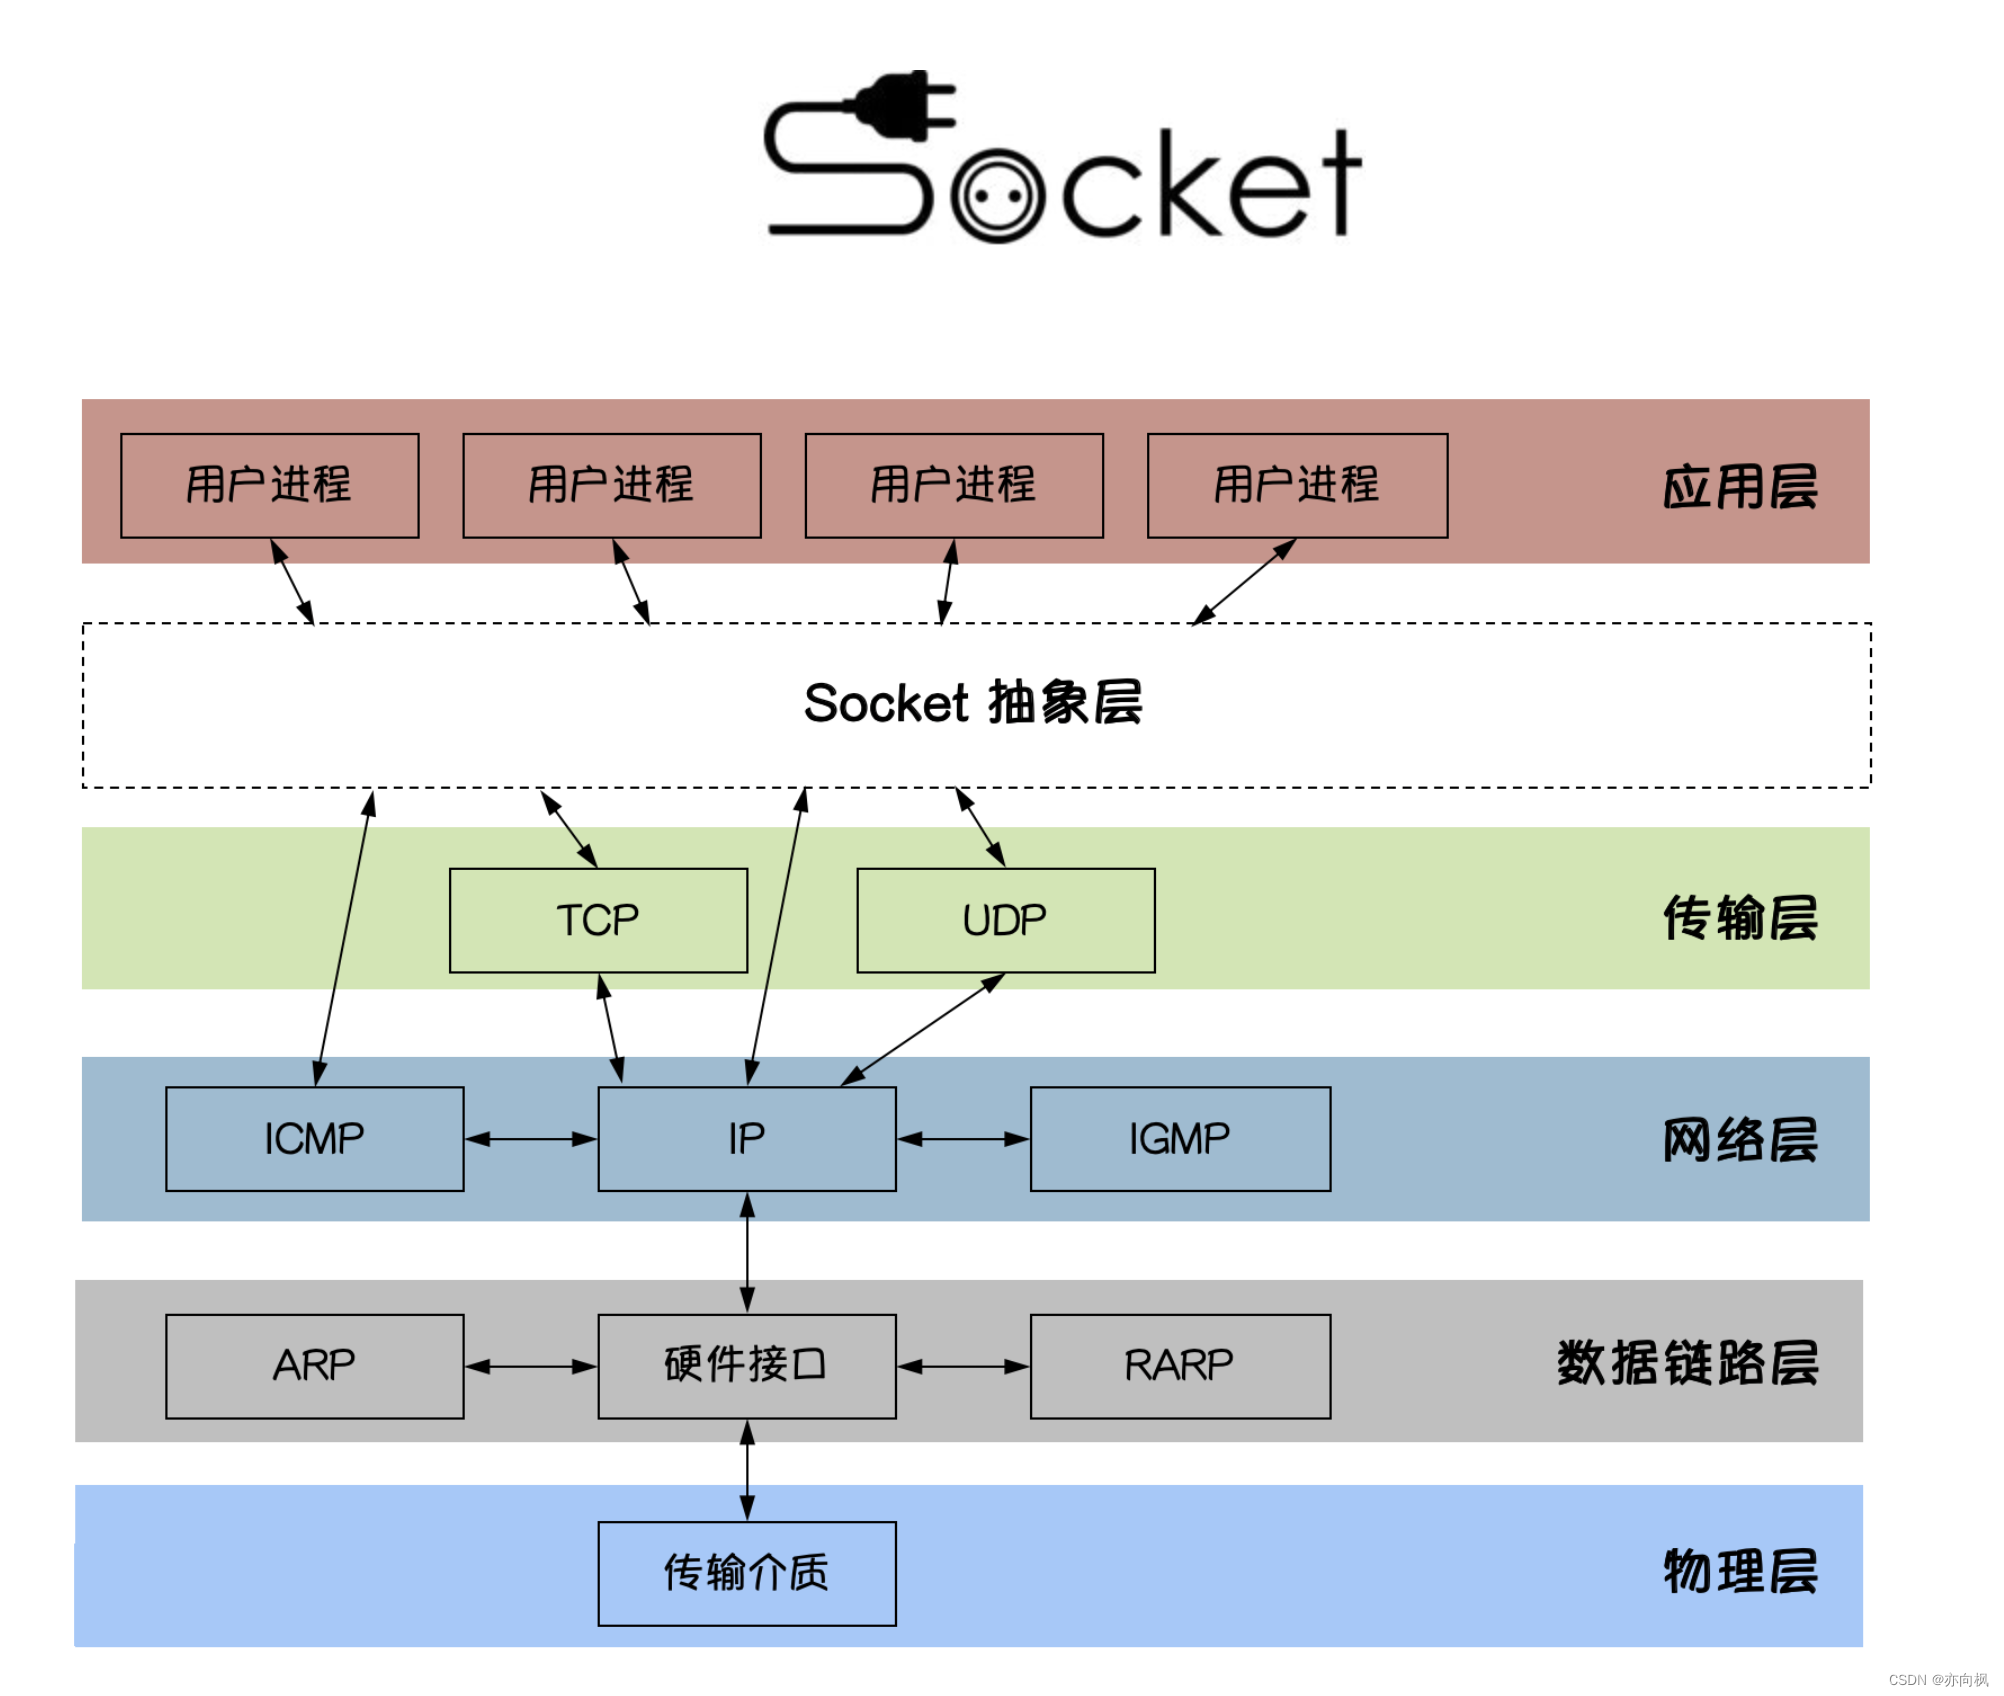 Socket
用户进程 用户进程 用户进程 用户进程 应用层
Socket 抽象层
TCP UDP 传输层
ICMP IP IGMP 网络层
ARP 硬件接口 RARP 数据链路层
传输介质 物理层
CSDN @亦向枫